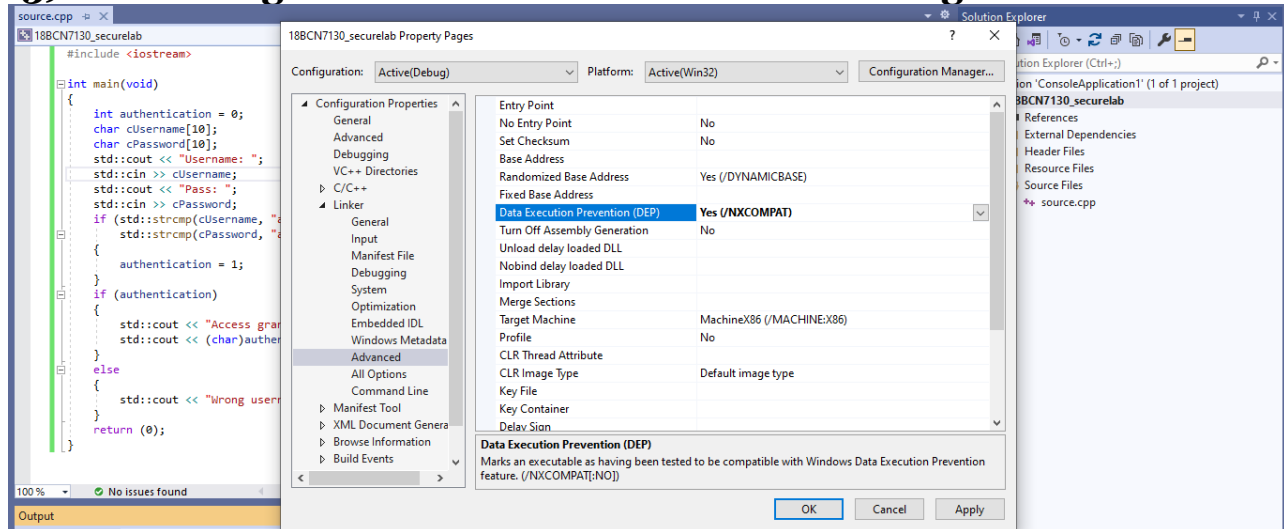 source.cpp
Solution Explorer
18BCN7130_securelab
#include <iostream>
int main(void)
{
int authentication = 0;
char cUsername[10];
char cPassword[10];
std::cout << "Username: ";
std::cin >> cUsername;
std::cout << "Pass: ";
std::cin >> cPassword;
if (std::strcmp(cUsername, "a
std::strcmp(cPassword, "a
{
authentication = 1;
}
if (authentication)
{
std::cout << "Access gran
std::cout << (char)authen
}
else
{
std::cout << "Wrong usern
}
return (0);
}
100 %
No issues found
Output
18BCN7130_securelab Property Pages
? X
Configuration: Active(Debug) Platform: Active(Win32) Configuration Manager...
Configuration Properties
General
Advanced
Debugging
VC++ Directories
C/C++
Linker
General
Input
Manifest File
Debugging
System
Optimization
Embedded IDL
Windows Metadata
Advanced
All Options
Command Line
Manifest Tool
XML Document Genera
Browse Information
Build Events
Entry Point
No Entry Point No
Set Checksum No
Base Address
Randomized Base Address Yes (/DYNAMICBASE)
Fixed Base Address
Data Execution Prevention (DEP) Yes (/NXCOMPAT)
Turn Off Assembly Generation No
Unload delay loaded DLL
Nobind delay loaded DLL
Import Library
Merge Sections
Target Machine MachineX86 (/MACHINE:X86)
Profile No
CLR Thread Attribute
CLR Image Type Default image type
Key File
Key Container
Delay Sign
Data Execution Prevention (DEP)
Marks an executable as having been tested to be compatible with Windows Data Execution Prevention
feature. (/NXCOMPAT[:NO])
OK Cancel Apply
ution Explorer (Ctrl+;)
ion 'ConsoleApplication1' (1 of 1 project)
8BCN7130_securelab
References
External Dependencies
Header Files
Resource Files
Source Files
source.cpp